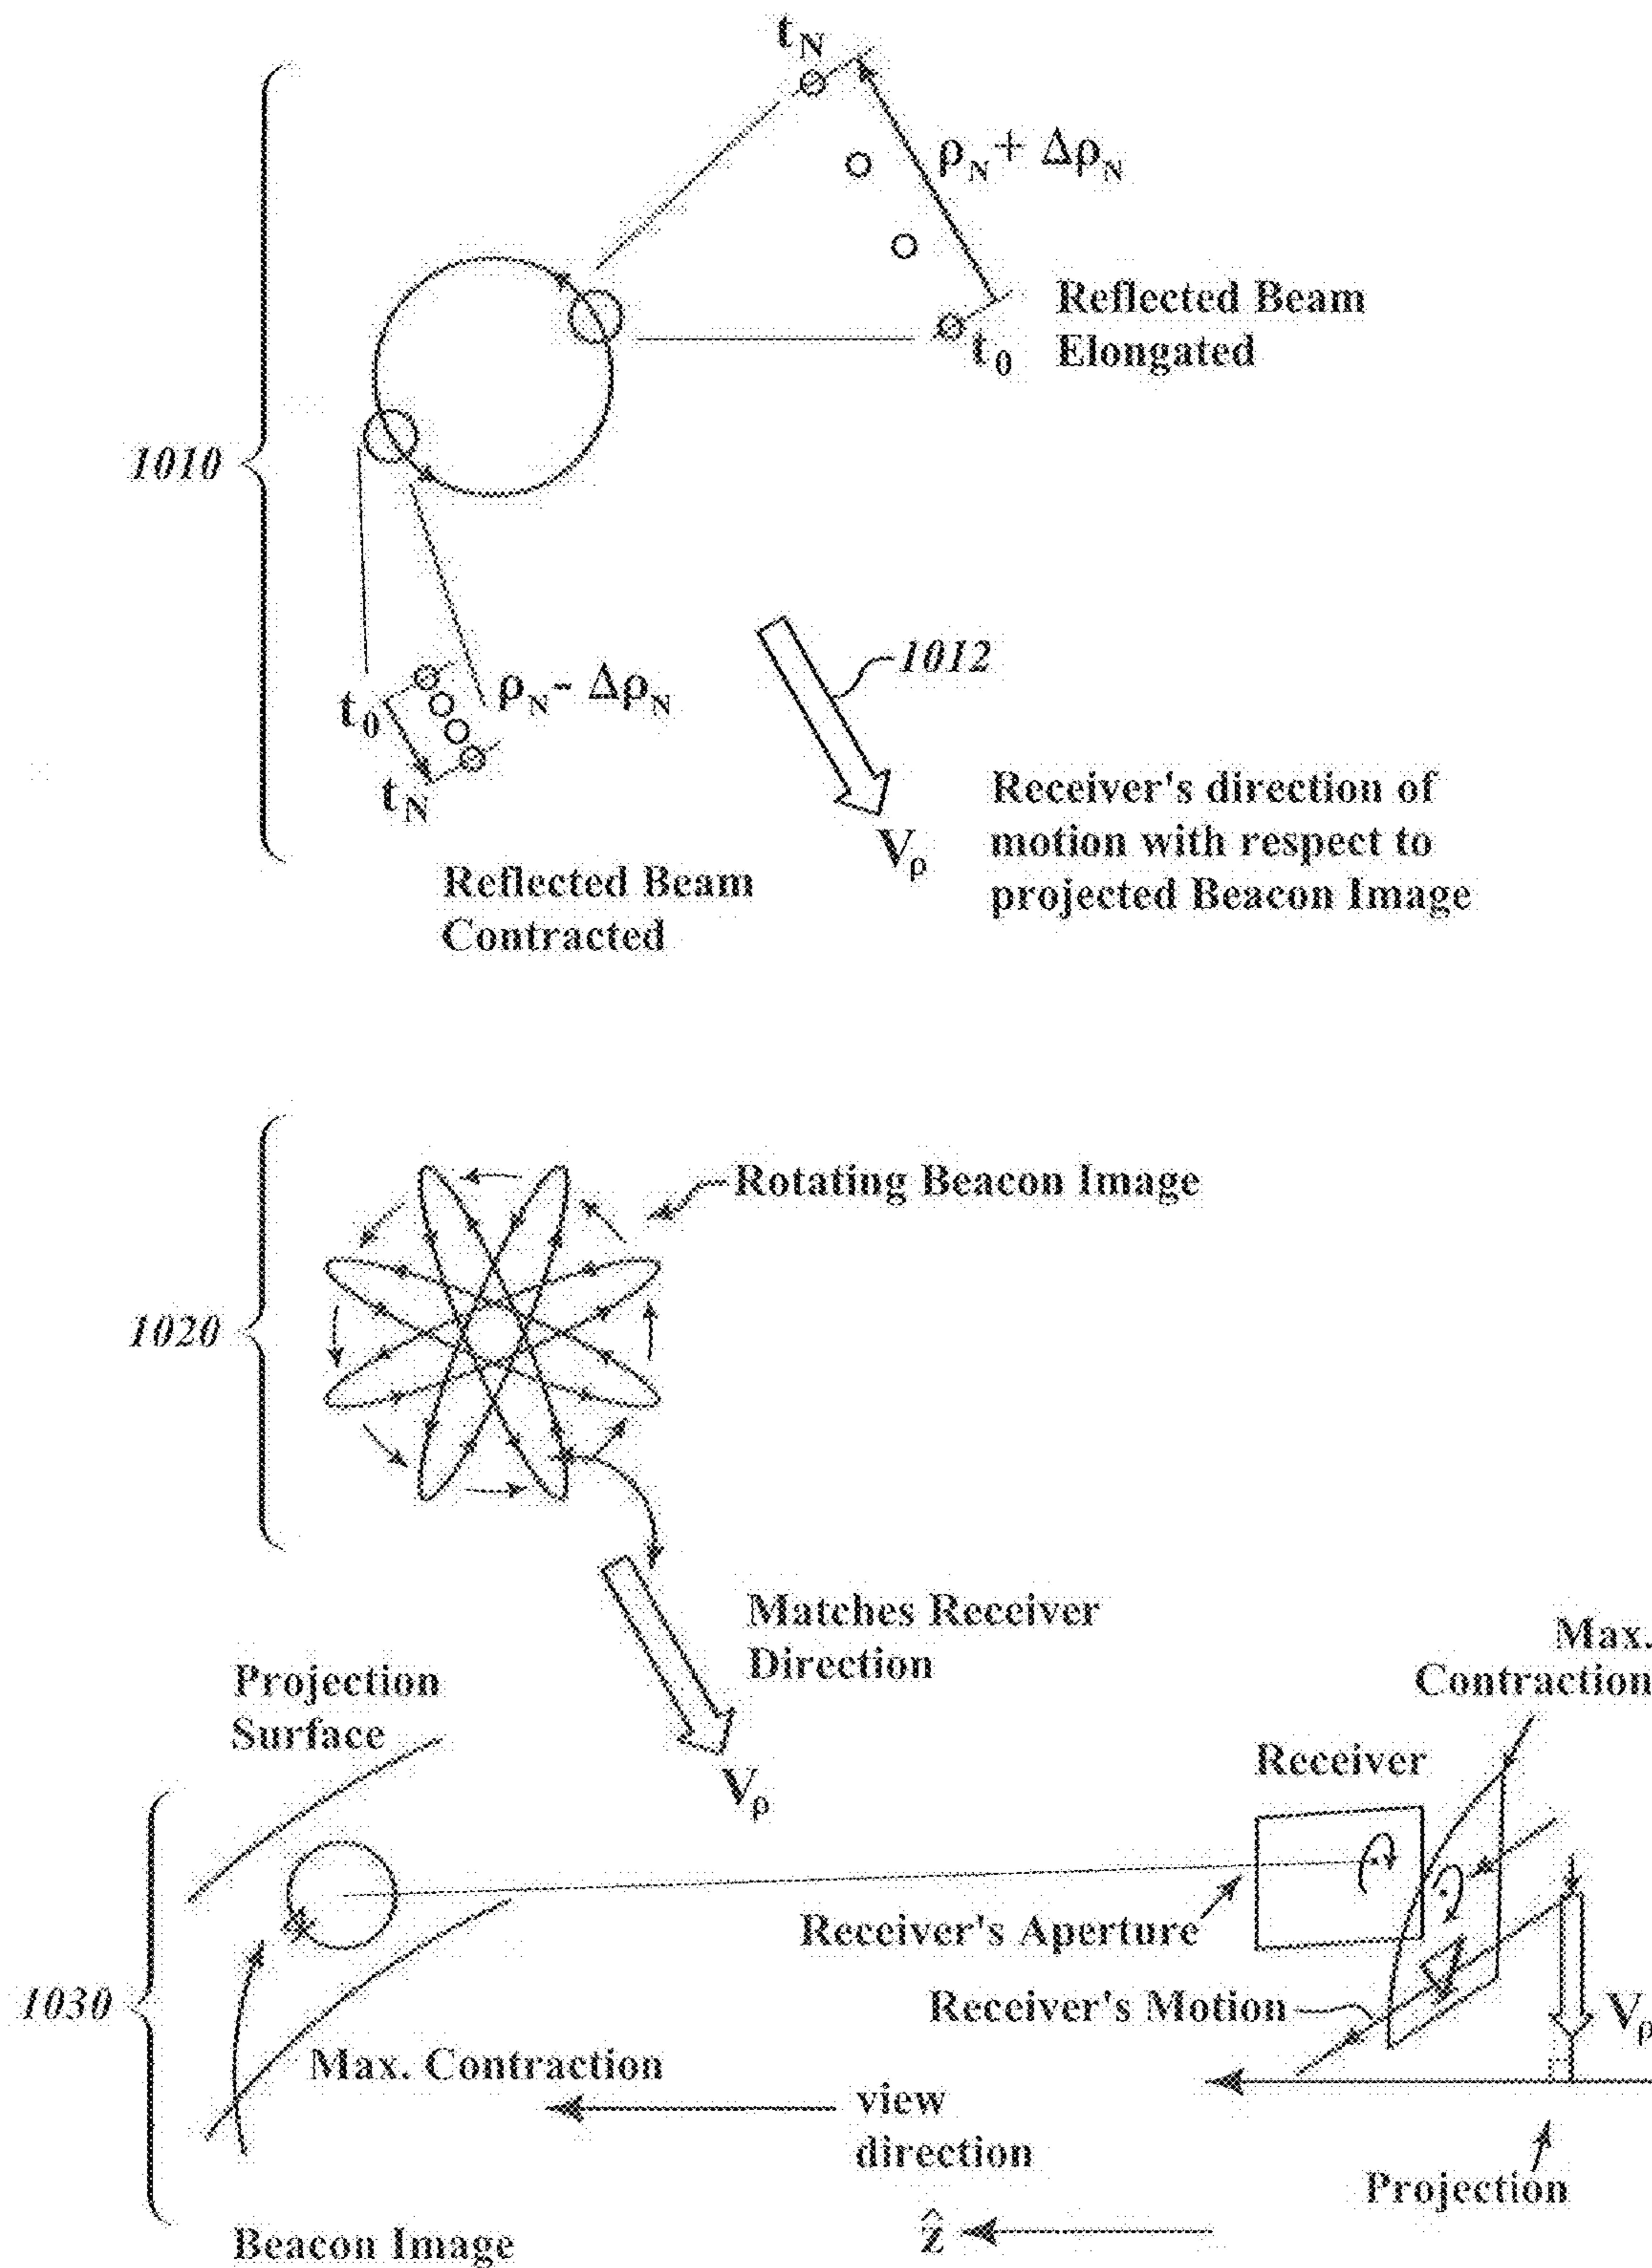 t_N
ρ_N + Δρ_N
Reflected Beam
Elongated
t_0
1010
1012
ρ_N - Δρ_N
t_0
t_N
V_ρ
Receiver's direction of
motion with respect to
projected Beacon Image
Reflected Beam
Contracted
Rotating Beacon Image
1020
Matches Receiver
Direction
V_ρ
Projection
Surface
Max.
Contraction
Receiver
Receiver's Aperture
Receiver's Motion
1030
V_ρ
Max. Contraction
view
direction
Projection
ẑ
Beacon Image